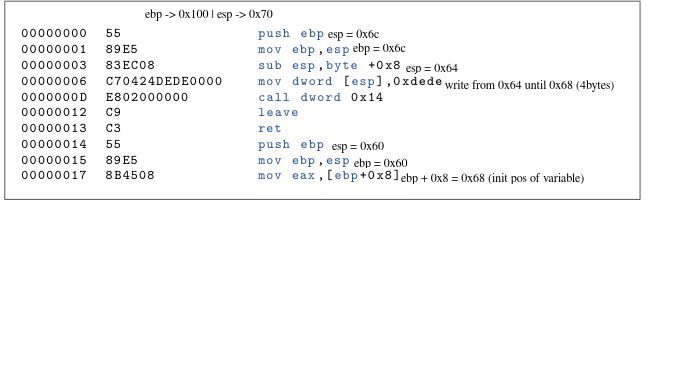 ebp -> 0x100 | esp -> 0x70
00000000 55 push ebp esp = 0x6c
00000001 89E5 mov ebp,esp ebp = 0x6c
00000003 83EC08 sub esp,byte +0x8 esp = 0x64
00000006 C70424DEDE0000 mov dword [esp],0xdede write from 0x64 until 0x68 (4bytes)
0000000D E802000000 call dword 0x14
00000012 C9 leave
00000013 C3 ret
00000014 55 push ebp esp = 0x60
00000015 89E5 mov ebp,esp ebp = 0x60
00000017 8B4508 mov eax,[ebp+0x8] ebp + 0x8 = 0x68 (init pos of variable)